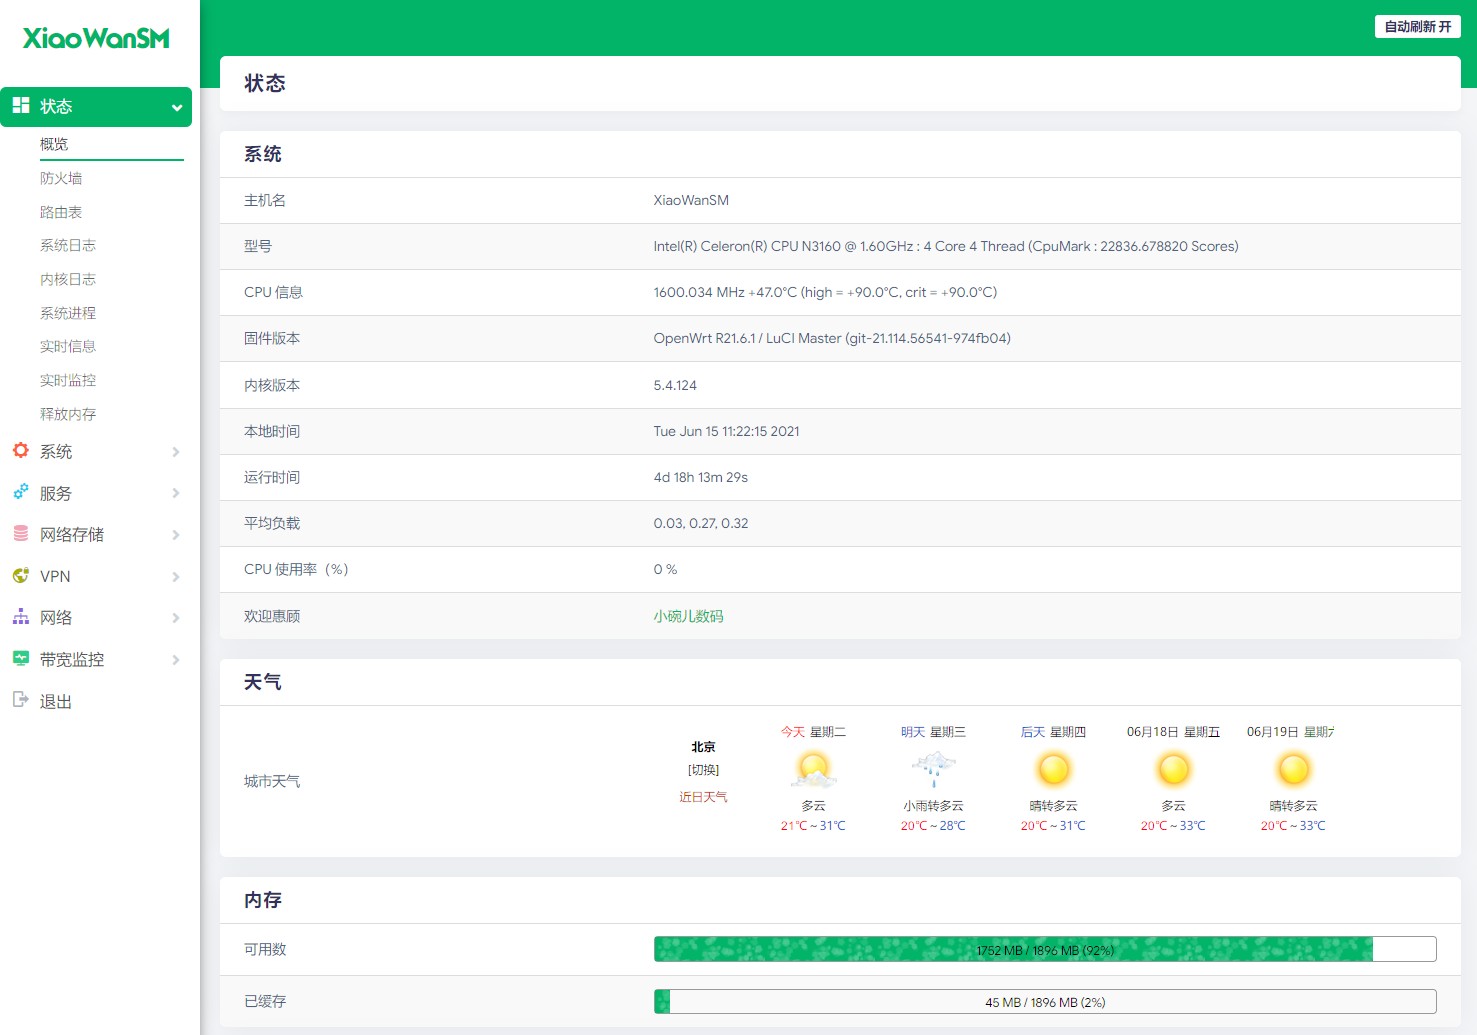 XiaoWanSM
自动刷新 开
状态
概览
防火墙
路由表
系统日志
内核日志
系统进程
实时信息
实时监控
释放内存
系统
服务
网络存储
VPN
网络
带宽监控
退出
状态
系统
主机名 XiaoWanSM
型号 Intel(R) Celeron(R) CPU N3160 @ 1.60GHz : 4 Core 4 Thread (CpuMark : 22836.678820 Scores)
CPU 信息 1600.034 MHz +47.0°C (high = +90.0°C, crit = +90.0°C)
固件版本 OpenWrt R21.6.1 / LuCI Master (git-21.114.56541-974fb04)
内核版本 5.4.124
本地时间 Tue Jun 15 11:22:15 2021
运行时间 4d 18h 13m 29s
平均负载 0.03, 0.27, 0.32
CPU 使用率（%） 0 %
欢迎惠顾 小碗儿数码
天气
城市天气
北京
[切换]
近日天气
今天 星期二
多云
21℃~31℃
明天 星期三
小雨转多云
20℃~28℃
后天 星期四
晴转多云
20℃~31℃
06月18日 星期五
多云
20℃~33℃
06月19日 星期六
晴转多云
20℃~33℃
内存
可用数 1752 MB / 1896 MB (92%)
已缓存 45 MB / 1896 MB (2%)